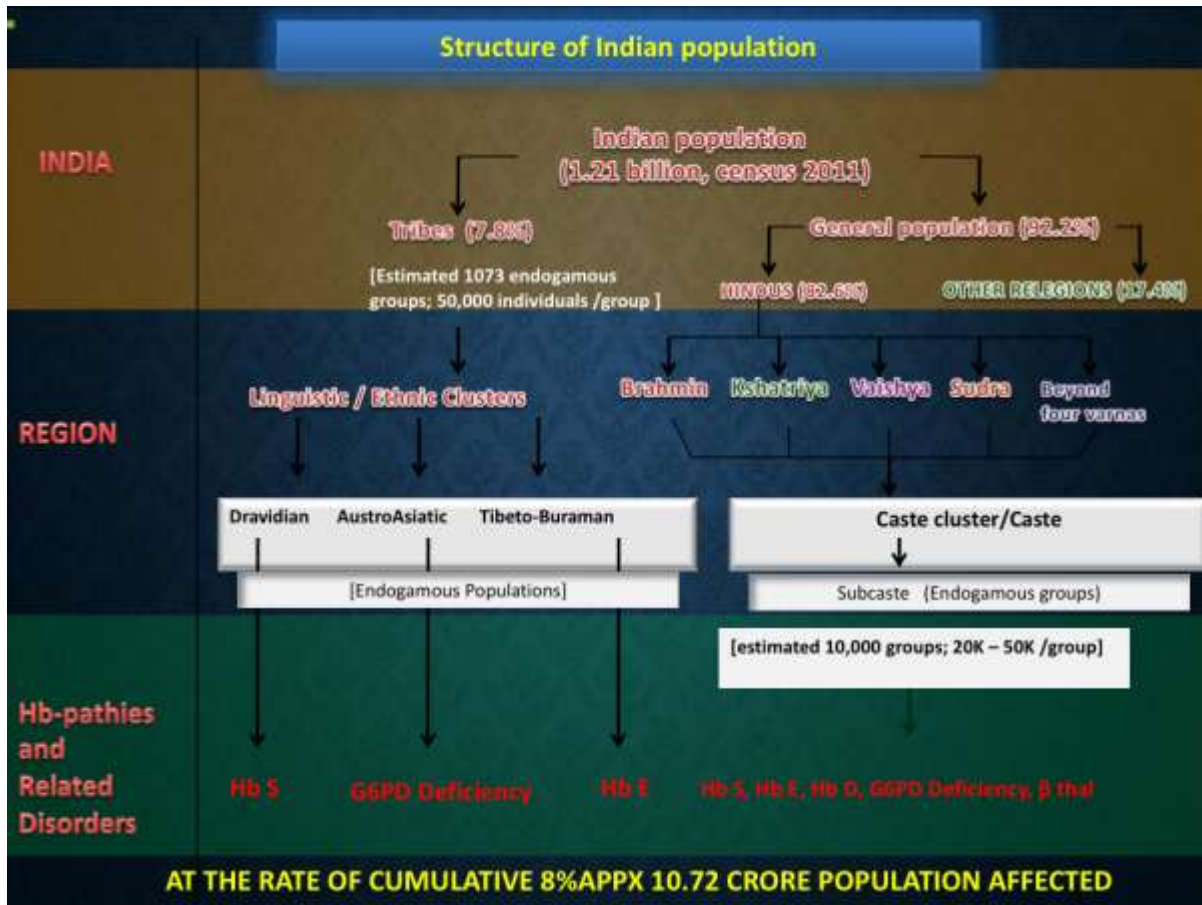 Structure of Indian population
INDIA
Indian population
(1.21 billion, census 2011)
Tribes (7.8%)
General population (92.2%)
[Estimated 1073 endogamous
groups; 50,000 individuals /group ]
HINDUS (82.6%)
OTHER RELEGIONS (17.4%)
REGION
Linguistic / Ethnic Clusters
Brahmin
Kshatriya
Vaishya
Sudra
Beyond
four varnas
Dravidian
AustroAsiatic
Tibeto-Buraman
Caste cluster/Caste
[Endogamous Populations]
Subcaste (Endogamous groups)
[estimated 10,000 groups; 20K – 50K /group]
Hb-pathies
and
Related
Disorders
Hb S
G6PD Deficiency
Hb E
Hb S, Hb E, Hb D, G6PD Deficiency, β thal
AT THE RATE OF CUMULATIVE 8%APPX 10.72 CRORE POPULATION AFFECTED